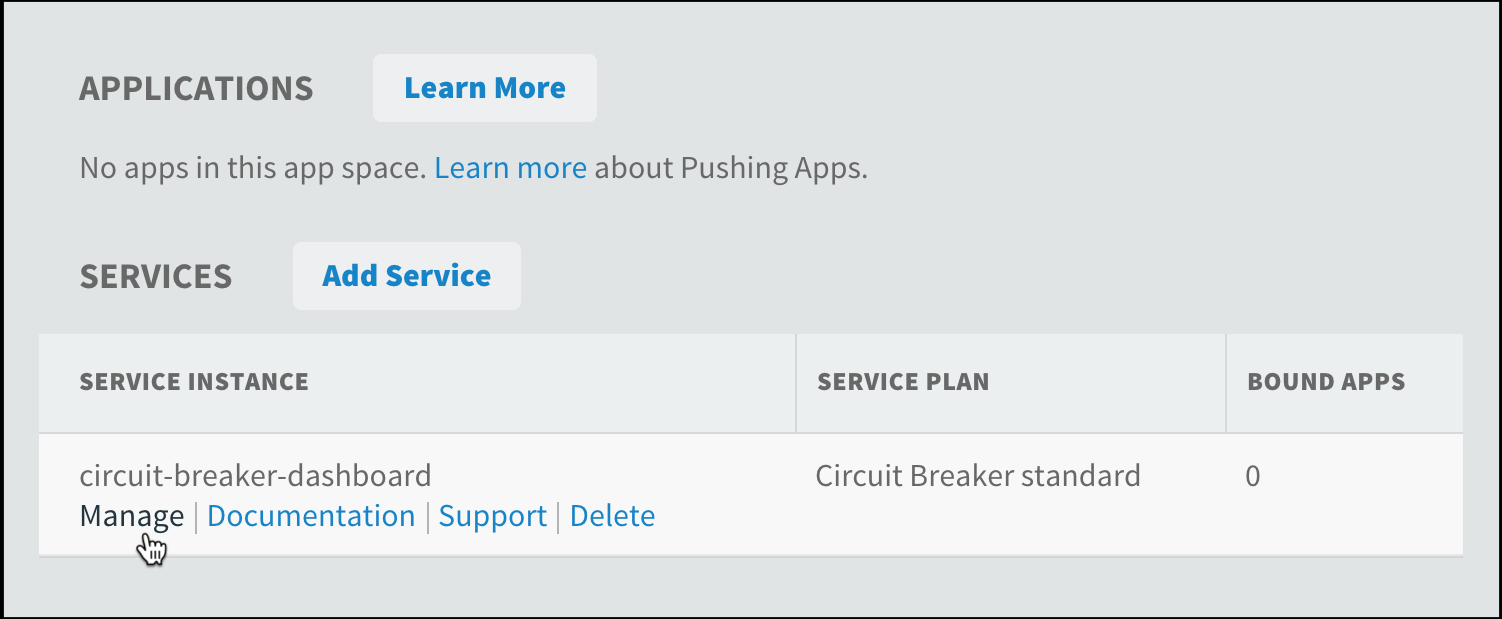 APPLICATIONS Learn More
No apps in this app space. Learn more about Pushing Apps.
SERVICES Add Service
SERVICE INSTANCE SERVICE PLAN BOUND APPS
circuit-breaker-dashboard Circuit Breaker standard 0
Manage | Documentation | Support | Delete